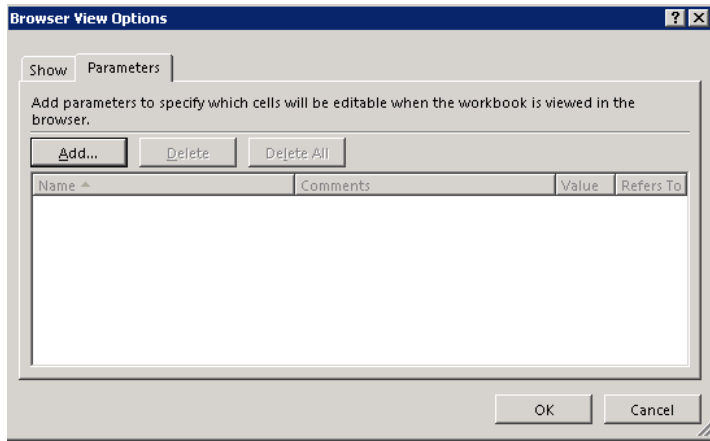 Browser View Options
Show Parameters
Add parameters to specify which cells will be editable when the workbook is viewed in the
browser.
Add... Delete Delete All
Name Comments Value Refers To
OK Cancel